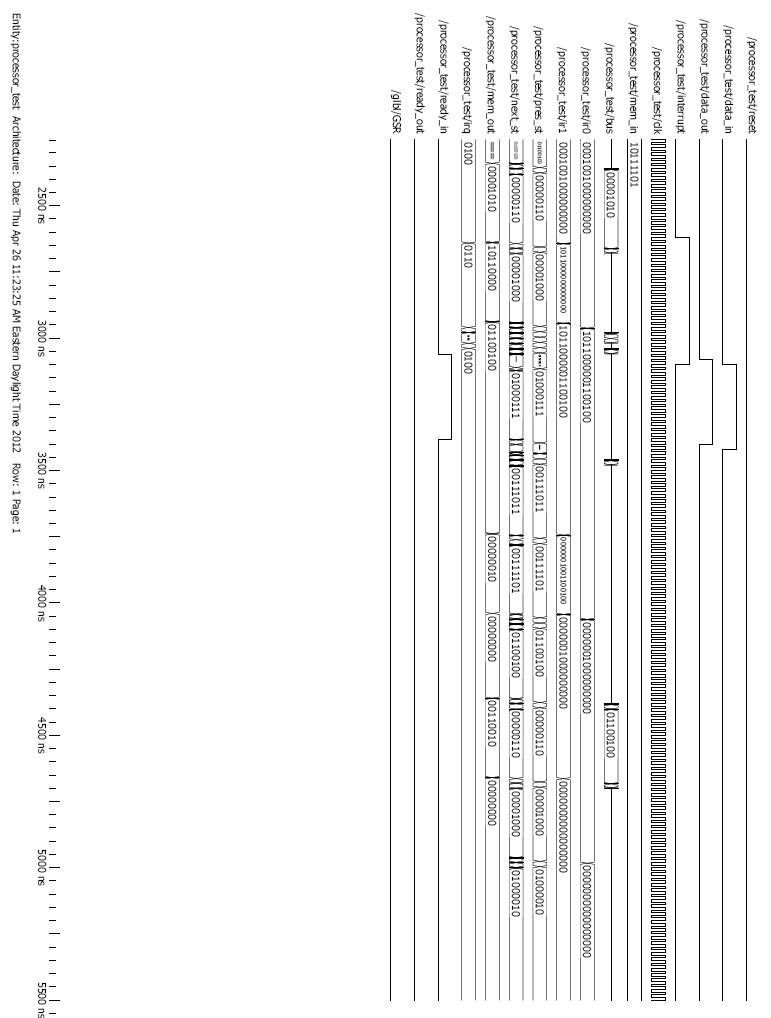 /processor_test/reset
/processor_test/data_in
/processor_test/data_out
/processor_test/interrupt
/processor_test/clk
/processor_test/mem_in 10111101
/processor_test/bus 00001010 01100100
/processor_test/ir0 0001001000000000 1011000001100100 0000001000000000 0000000000000000
/processor_test/ir1 0001001000000000 1011000000000000 1011000001100100 0000001001100100 0000001000000000 0000000000000000
/processor_test/pres_st 00000110 00001000 01000111 00111011 00111101 01100100 00000110 00001000 01000010
/processor_test/next_st 00000110 00001000 01000111 00111011 00111101 01100100 00000110 00001000 01000010
/processor_test/mem_out 00001010 10110000 01100100 00000010 00000000 00110010 00000000
/processor_test/irq 0100 0110 0100
/processor_test/ready_in
/processor_test/ready_out
/glbl/GSR
2500 ns 3000 ns 3500 ns 4000 ns 4500 ns 5000 ns 5500 ns
Entity:processor_test Architecture: Date: Thu Apr 26 11:23:25 AM Eastern Daylight Time 2012 Row: 1 Page: 1